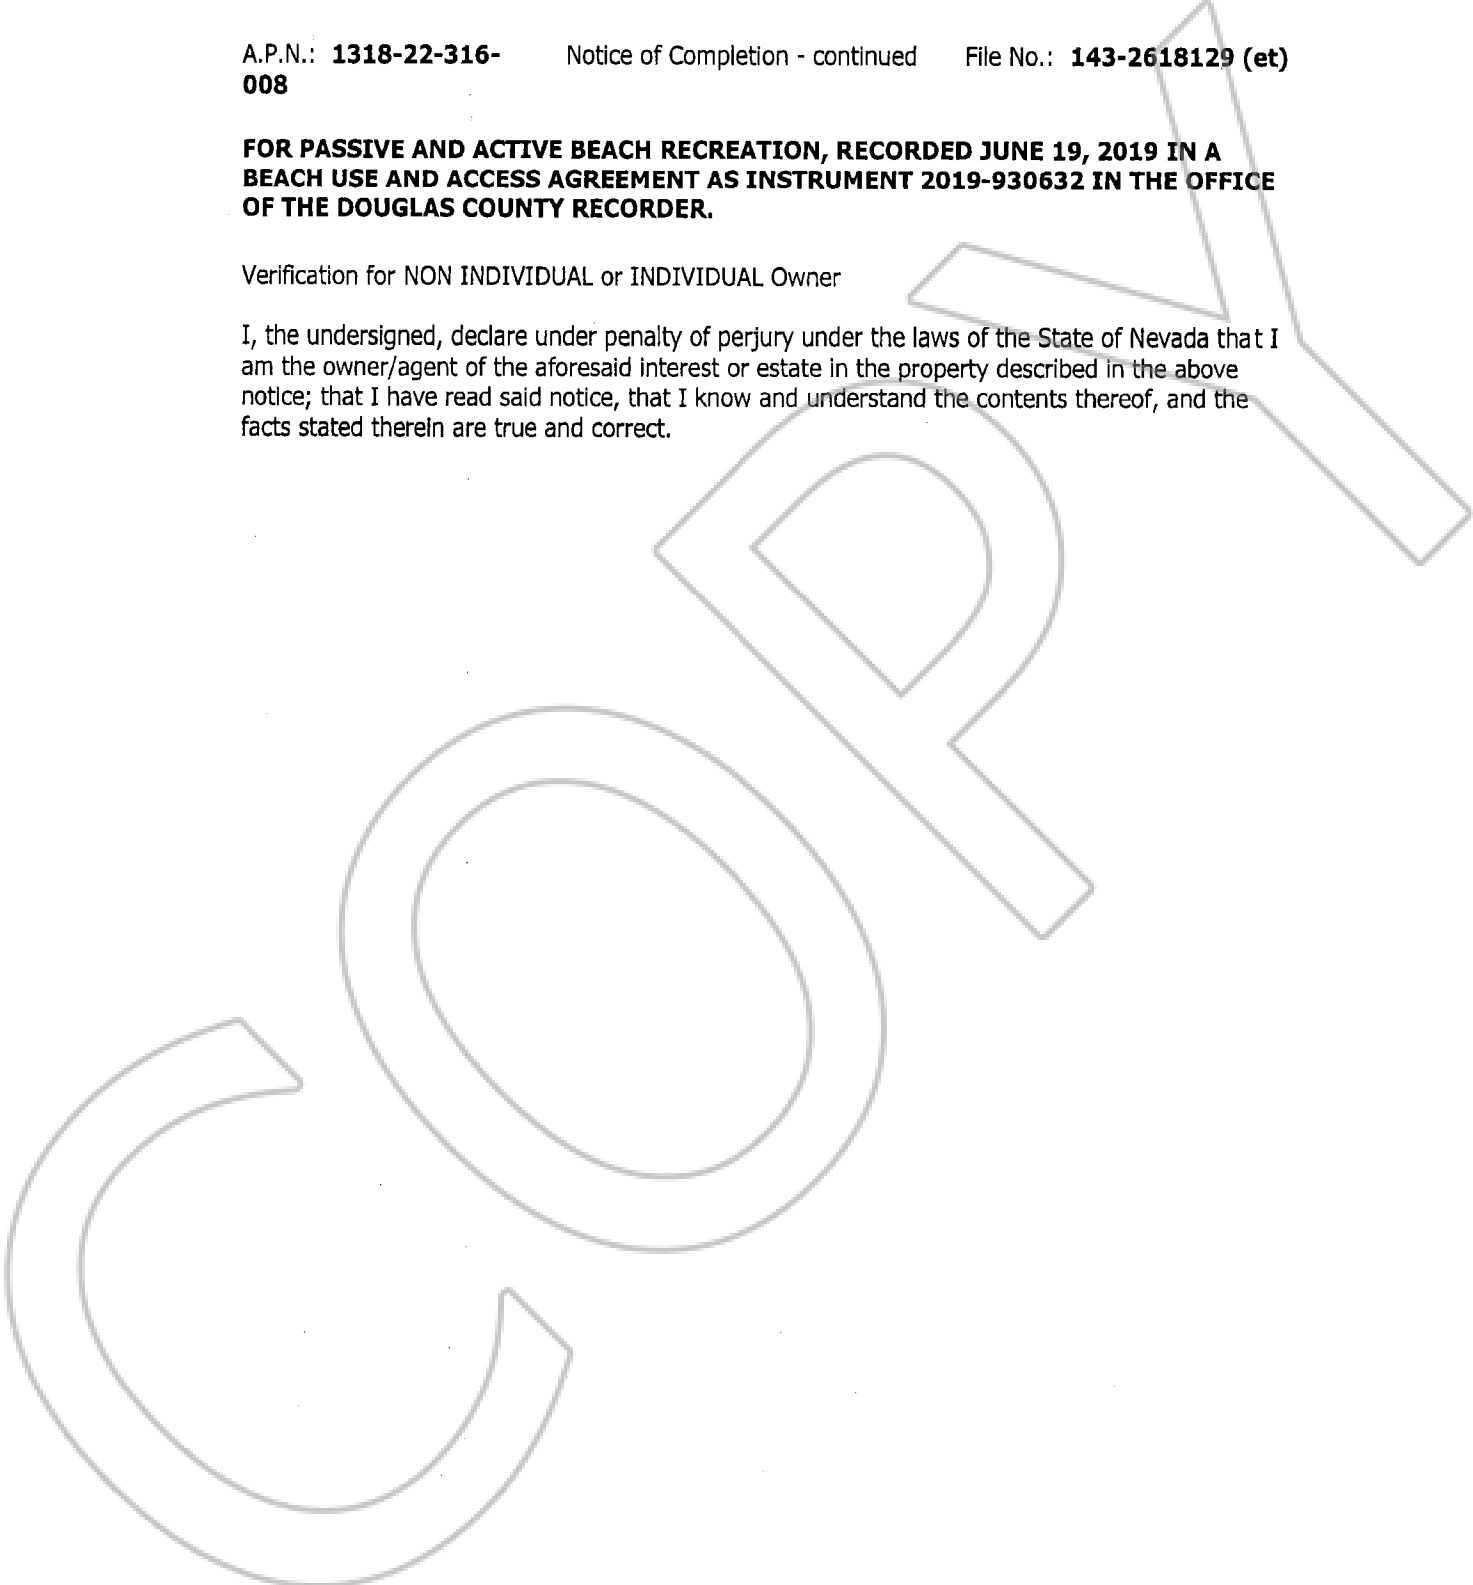 A.P.N.: 1318-22-316- Notice of Completion - continued File No.: 143-2618129 (et)
008
FOR PASSIVE AND ACTIVE BEACH RECREATION, RECORDED JUNE 19, 2019 IN A
BEACH USE AND ACCESS AGREEMENT AS INSTRUMENT 2019-930632 IN THE OFFICE
OF THE DOUGLAS COUNTY RECORDER.
Verification for NON INDIVIDUAL or INDIVIDUAL Owner
I, the undersigned, declare under penalty of perjury under the laws of the State of Nevada that I
am the owner/agent of the aforesaid interest or estate in the property described in the above
notice; that I have read said notice, that I know and understand the contents thereof, and the
facts stated therein are true and correct.
COPY